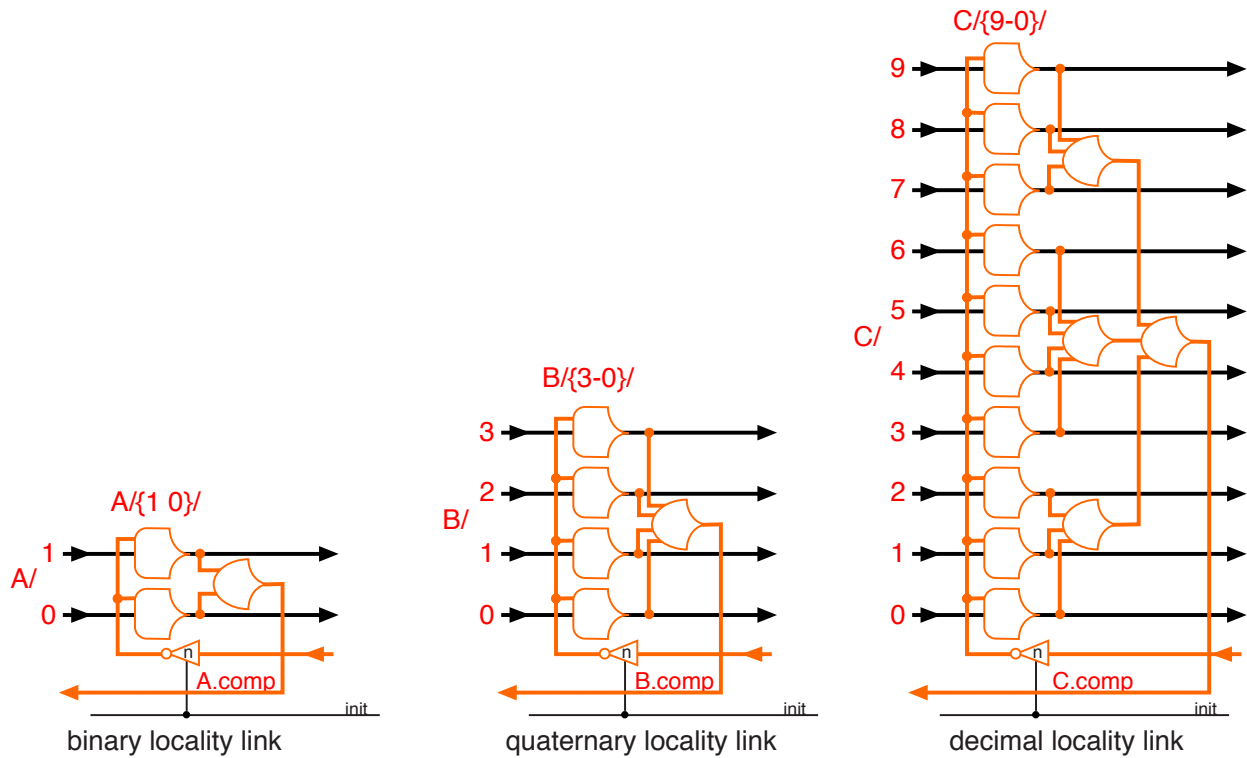 A/{1 0}/
1
A/
0
n
A.comp
init
binary locality link
B/{3-0}/
3
2
B/
1
0
n
B.comp
init
quaternary locality link
C/{9-0}/
9
8
7
6
5
C/
4
3
2
1
0
n
C.comp
init
decimal locality link